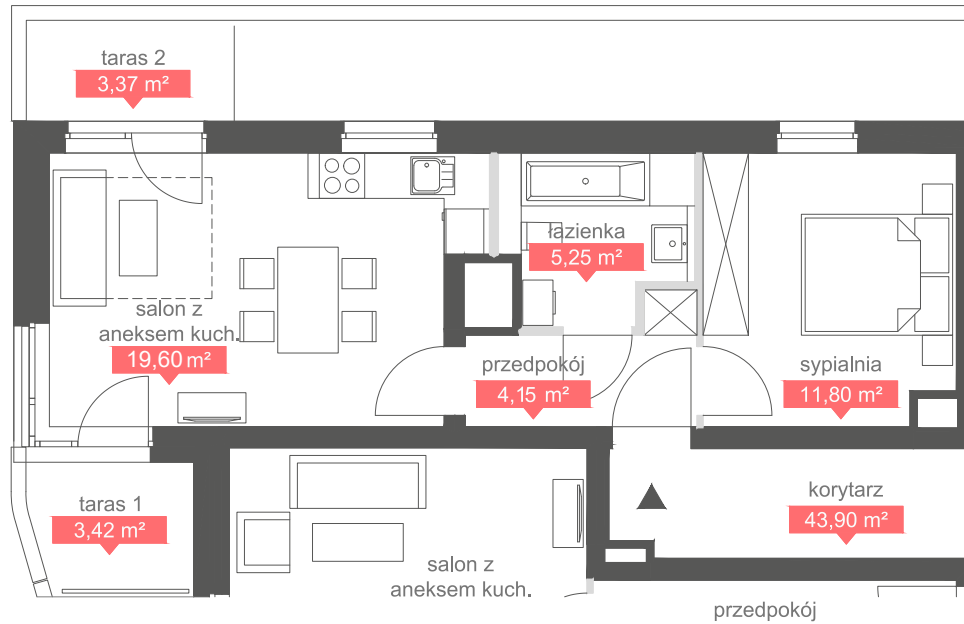 taras 2
3,37 m²
łazienka
5,25 m²
salon z
aneksem kuch.
19,60 m²
przedpokój
4,15 m²
sypialnia
11,80 m²
taras 1
3,42 m²
korytarz
43,90 m²
salon z
aneksem kuch.
przedpokój